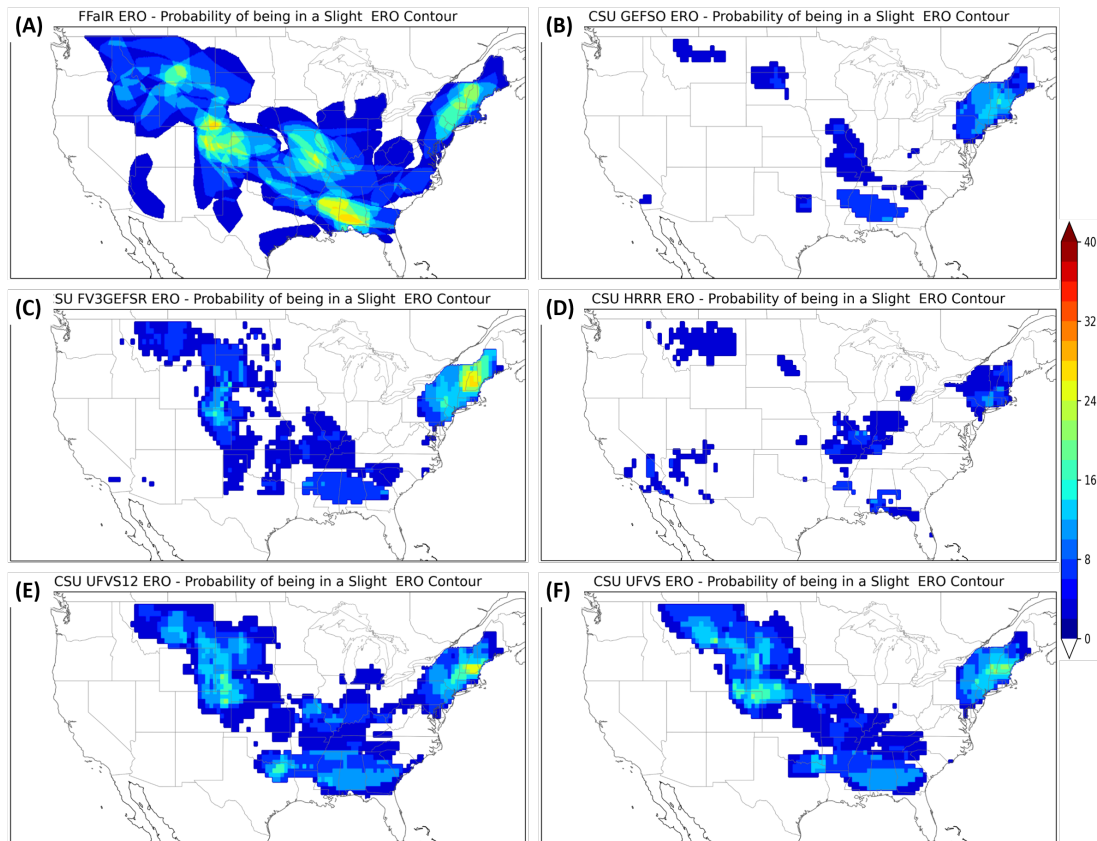 (A)
FFaIR ERO - Probability of being in a Slight ERO Contour
(B)
CSU GEFSO ERO - Probability of being in a Slight ERO Contour
(C)
SU FV3GEFSR ERO - Probability of being in a Slight ERO Contour
(D)
CSU HRRR ERO - Probability of being in a Slight ERO Contour
40
32
24
16
8
0
(E)
CSU UFVS12 ERO - Probability of being in a Slight ERO Contour
(F)
CSU UFVS ERO - Probability of being in a Slight ERO Contour